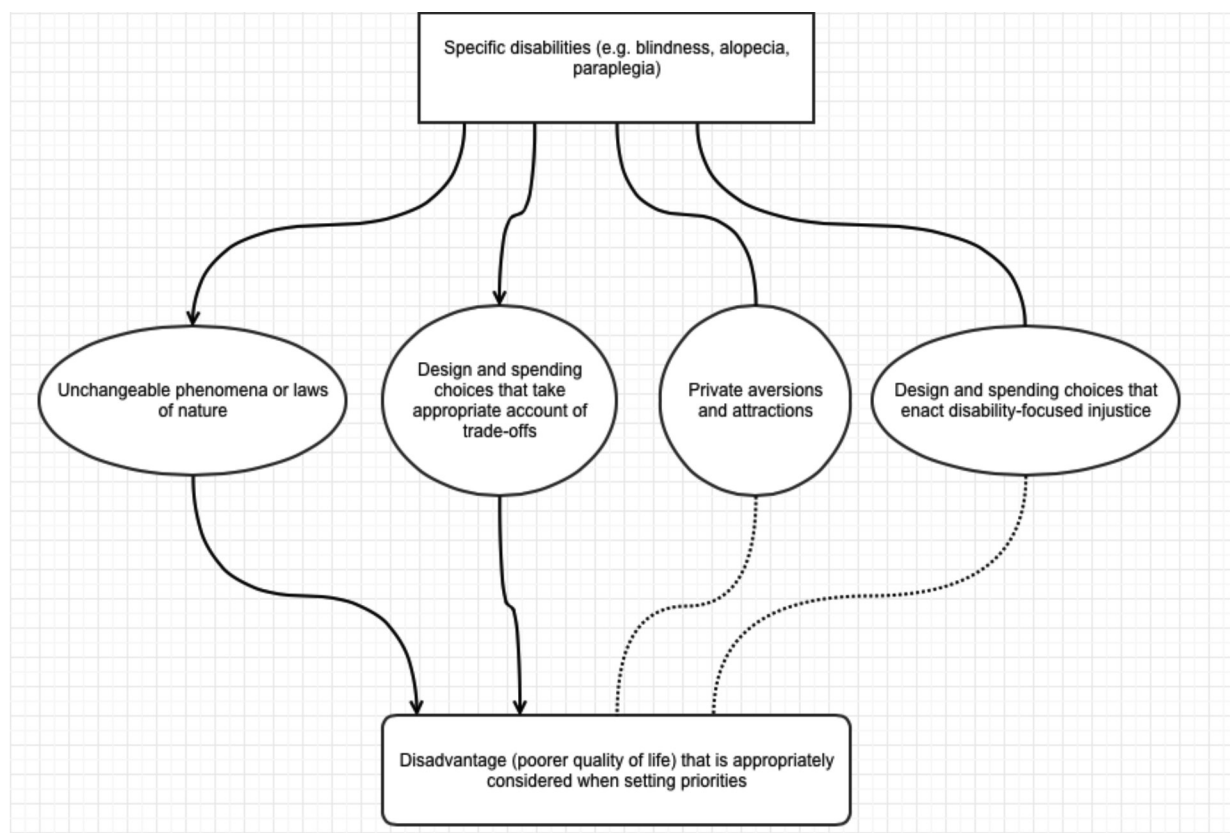 Specific disabilities (e.g. blindness, alopecia,
paraplegia)
Unchangeable phenomena or laws
of nature
Design and spending
choices that take
appropriate account of
trade-offs
Private aversions
and attractions
Design and spending choices that
enact disability-focused injustice
Disadvantage (poorer quality of life) that is appropriately
considered when setting priorities